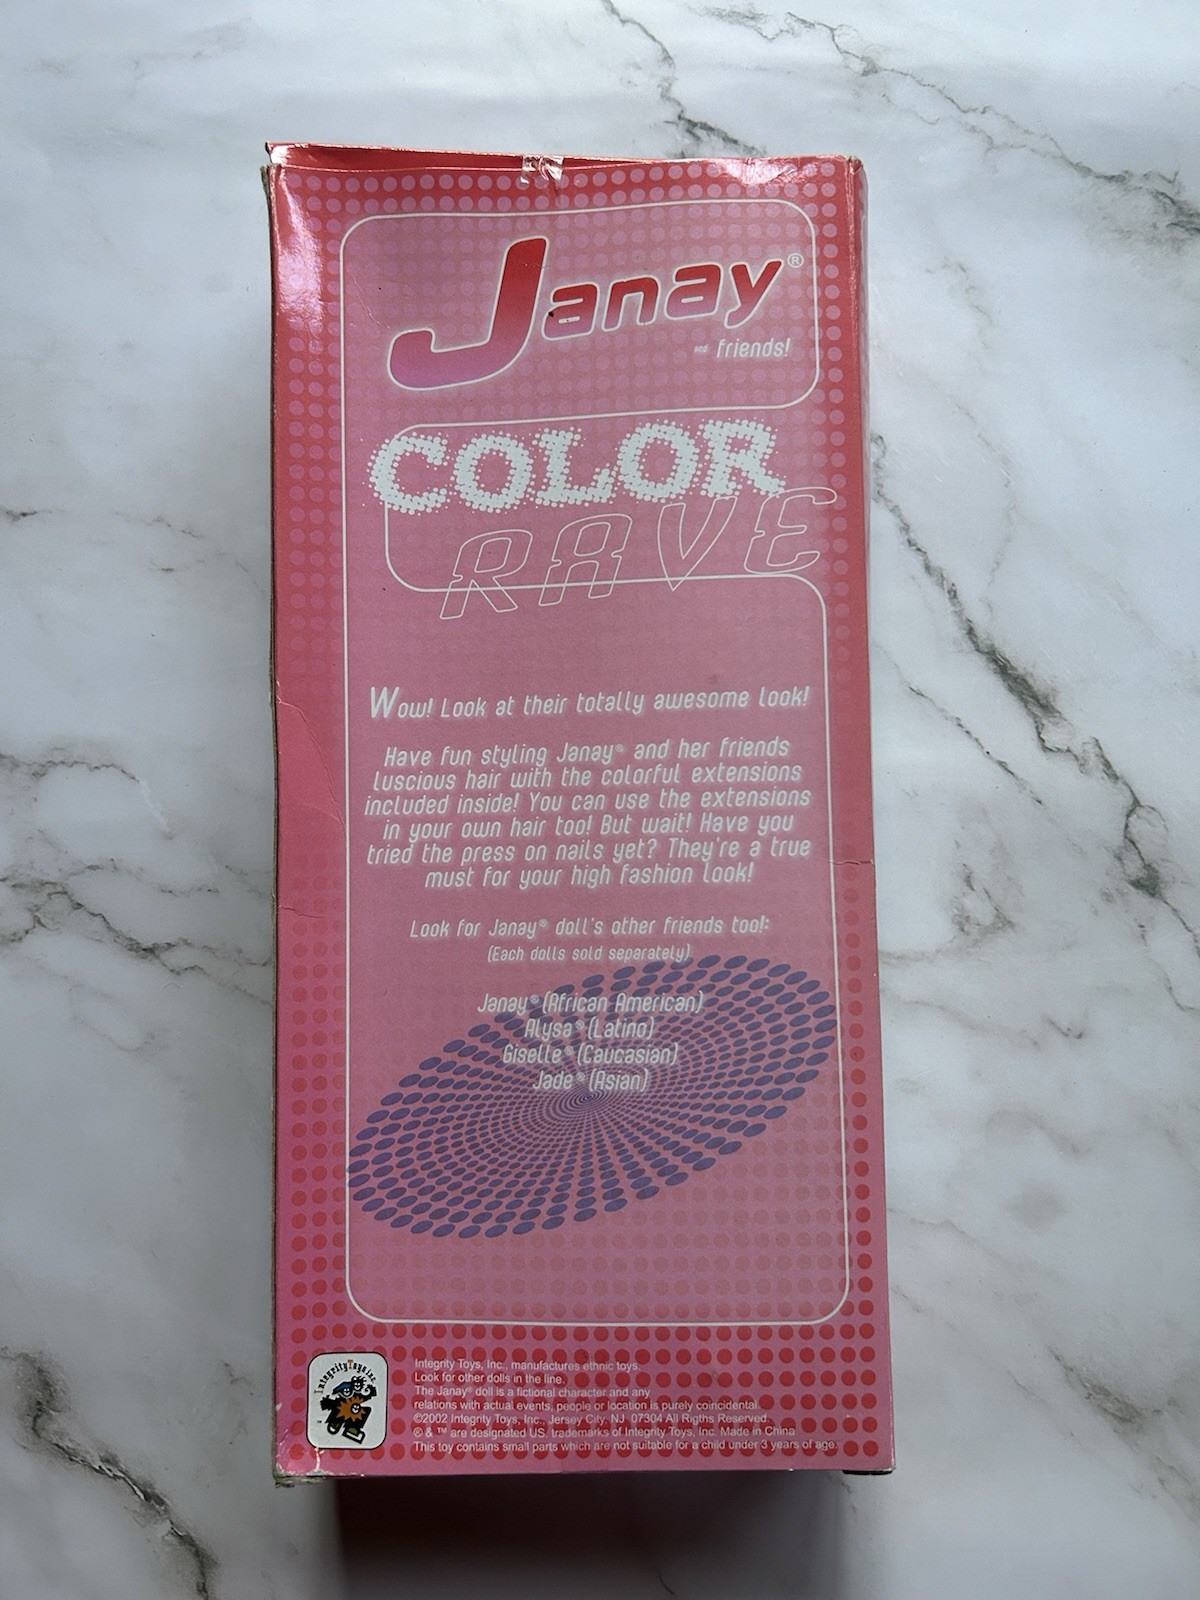 Janay®
and friends!
COLOR
RAVE
Wow! Look at their totally awesome look!
Have fun styling Janay® and her friends
luscious hair with the colorful extensions
included inside! You can use the extensions
in your own hair too! But wait! Have you
tried the press on nails yet? They're a true
must for your high fashion look!
Look for Janay® doll's other friends too!:
(Each dolls sold separately)
Janay® (African American)
Alysa® (Latino)
Giselle® (Caucasian)
Jade® (Asian)
Integrity Toys Inc.
Integrity Toys, Inc., manufactures ethnic toys.
Look for other dolls in the line.
The Janay® doll is a fictional character and any
relations with actual events, people or location is purely coincidental.
©2002 Integrity Toys, Inc., Jersey City, NJ 07304 All Rigths Reserved.
® & ™ are designated US. trademarks of Integrity Toys, Inc. Made in China
This toy contains small parts which are not suitable for a child under 3 years of age.